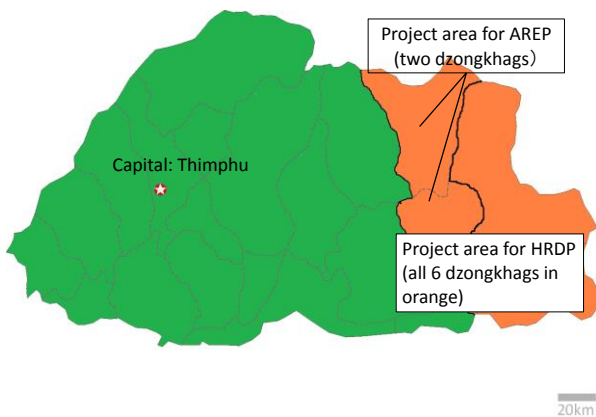 Project area for AREP
(two dzongkhags）
Capital: Thimphu
Project area for HRDP
(all 6 dzongkhags in
orange)
20km